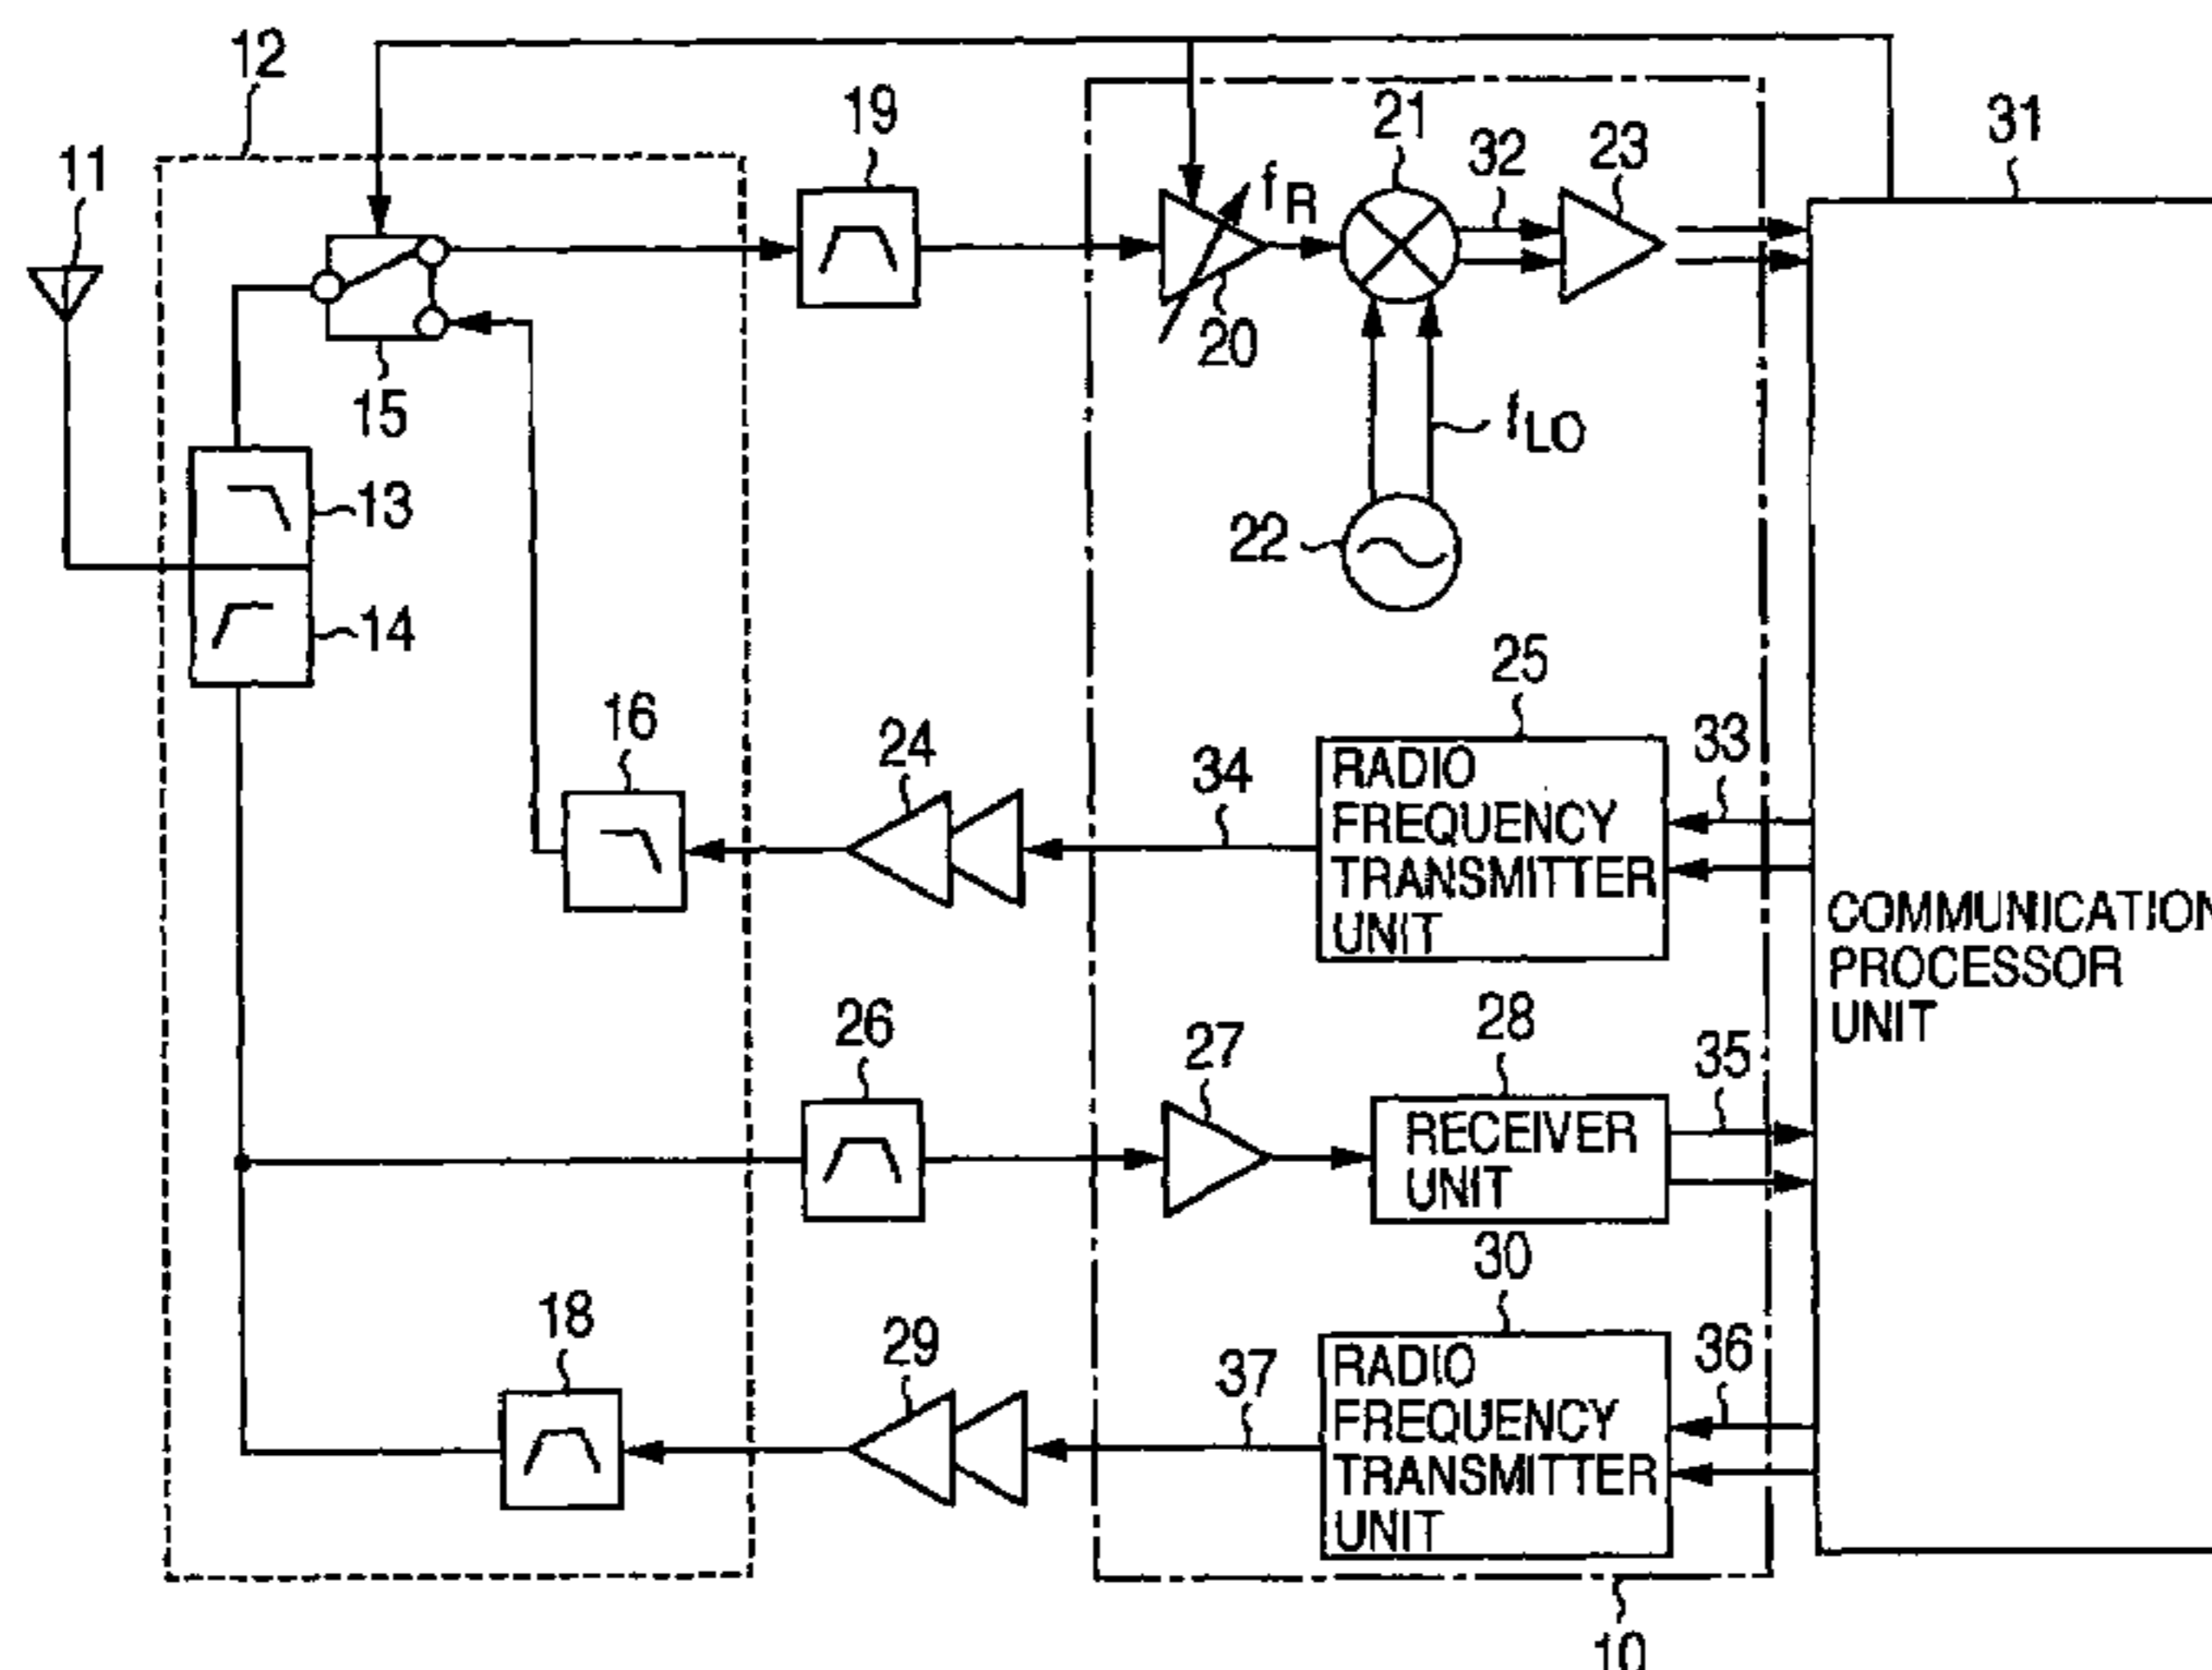 12
11
19
21
32
23
31
fR
20
15
fLO
13
22
14
25
16
24
34
RADIO
FREQUENCY
TRANSMITTER
UNIT
33
COMMUNICATION
PROCESSOR
UNIT
26
27
28
RECEIVER
UNIT
35
30
18
29
37
RADIO
FREQUENCY
TRANSMITTER
UNIT
36
10